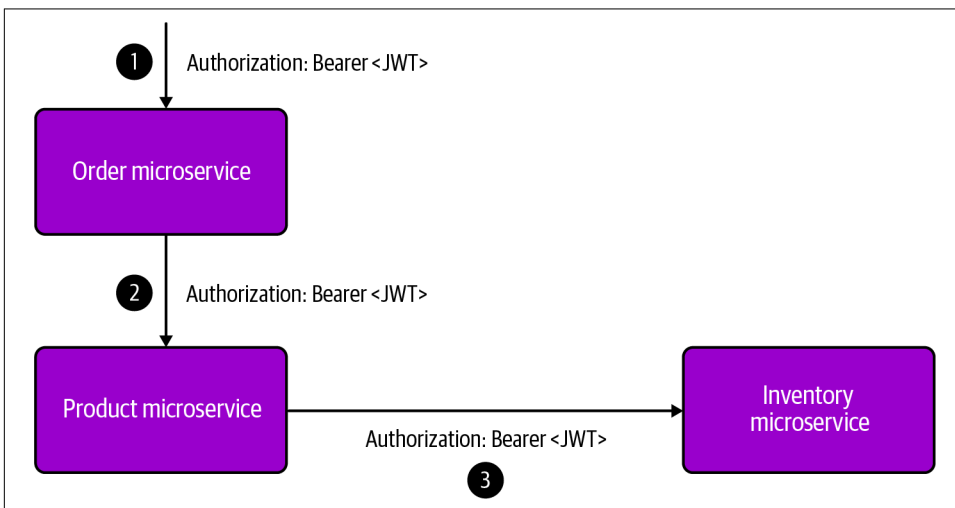 1
Authorization: Bearer <JWT>
Order microservice
2
Authorization: Bearer <JWT>
Product microservice
Inventory
microservice
Authorization: Bearer <JWT>
3